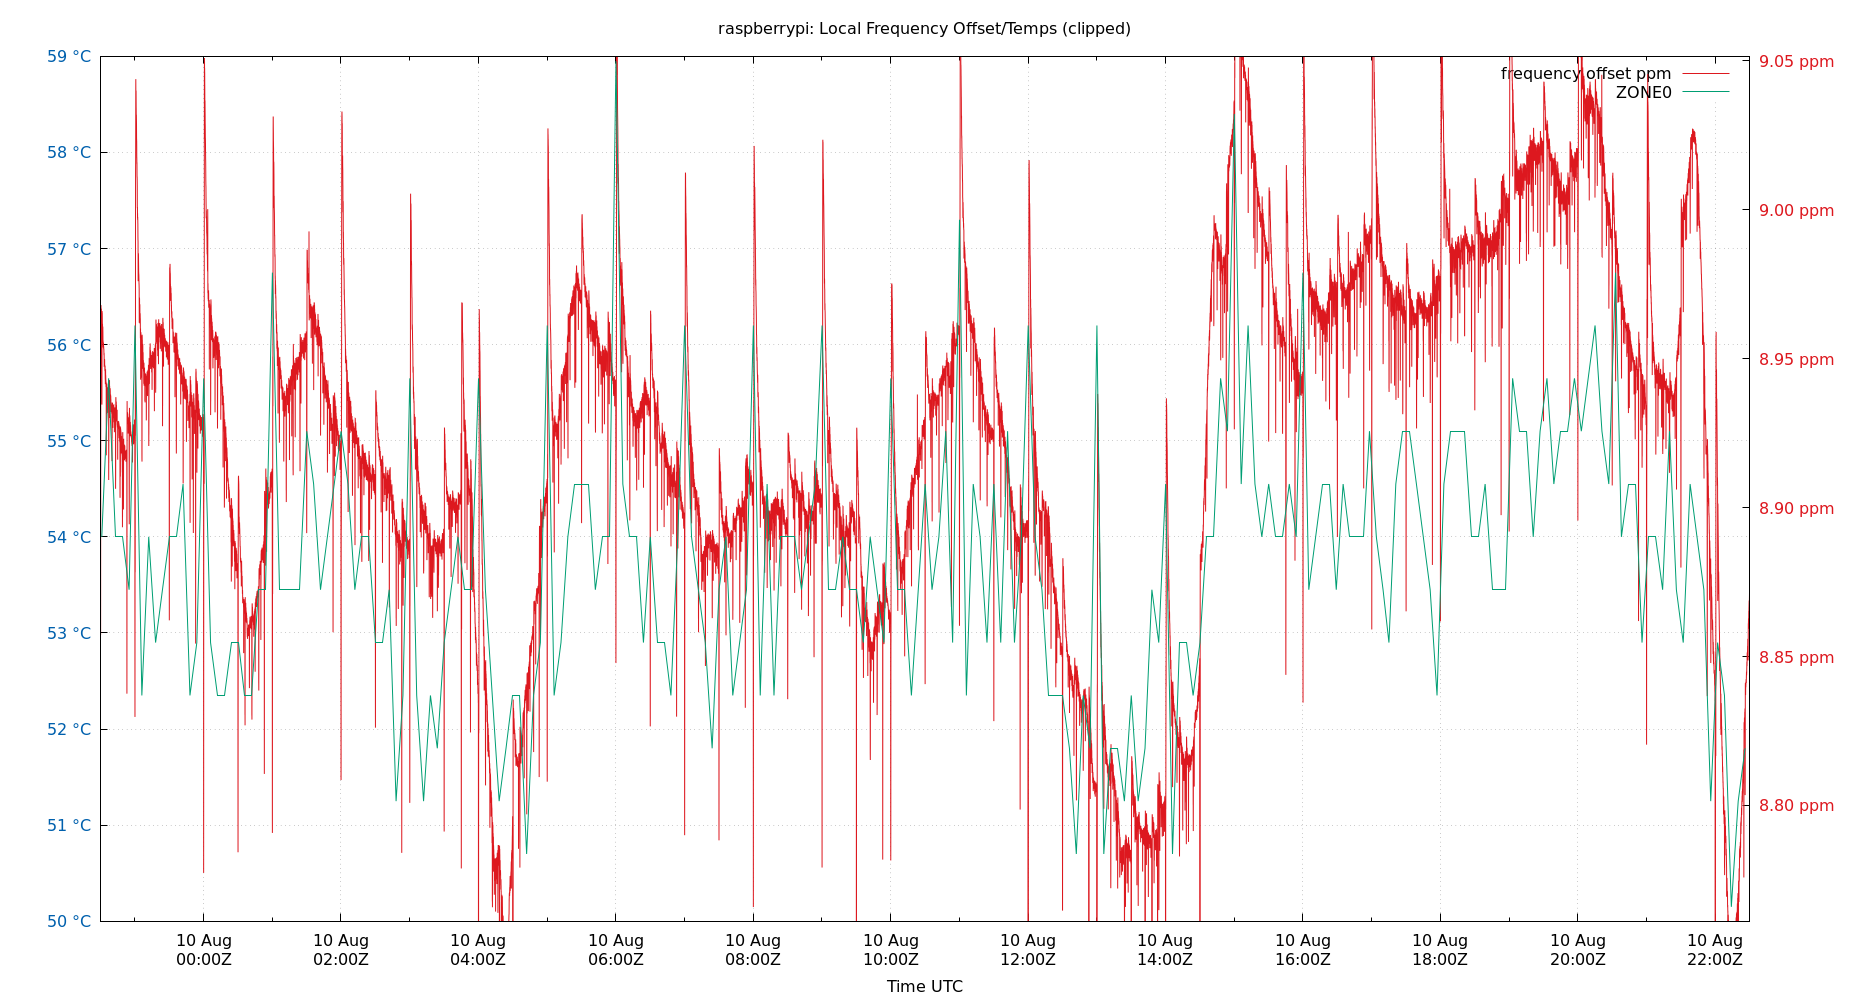 raspberrypi: Local Frequency Offset/Temps (clipped)
59 °C
58 °C
57 °C
56 °C
55 °C
54 °C
53 °C
52 °C
51 °C
50 °C
9.05 ppm
9.00 ppm
8.95 ppm
8.90 ppm
8.85 ppm
8.80 ppm
frequency offset ppm
ZONE0
10 Aug 10 Aug 10 Aug 10 Aug 10 Aug 10 Aug 10 Aug 10 Aug 10 Aug 10 Aug 10 Aug 10 Aug
00:00Z 02:00Z 04:00Z 06:00Z 08:00Z 10:00Z 12:00Z 14:00Z 16:00Z 18:00Z 20:00Z 22:00Z
Time UTC